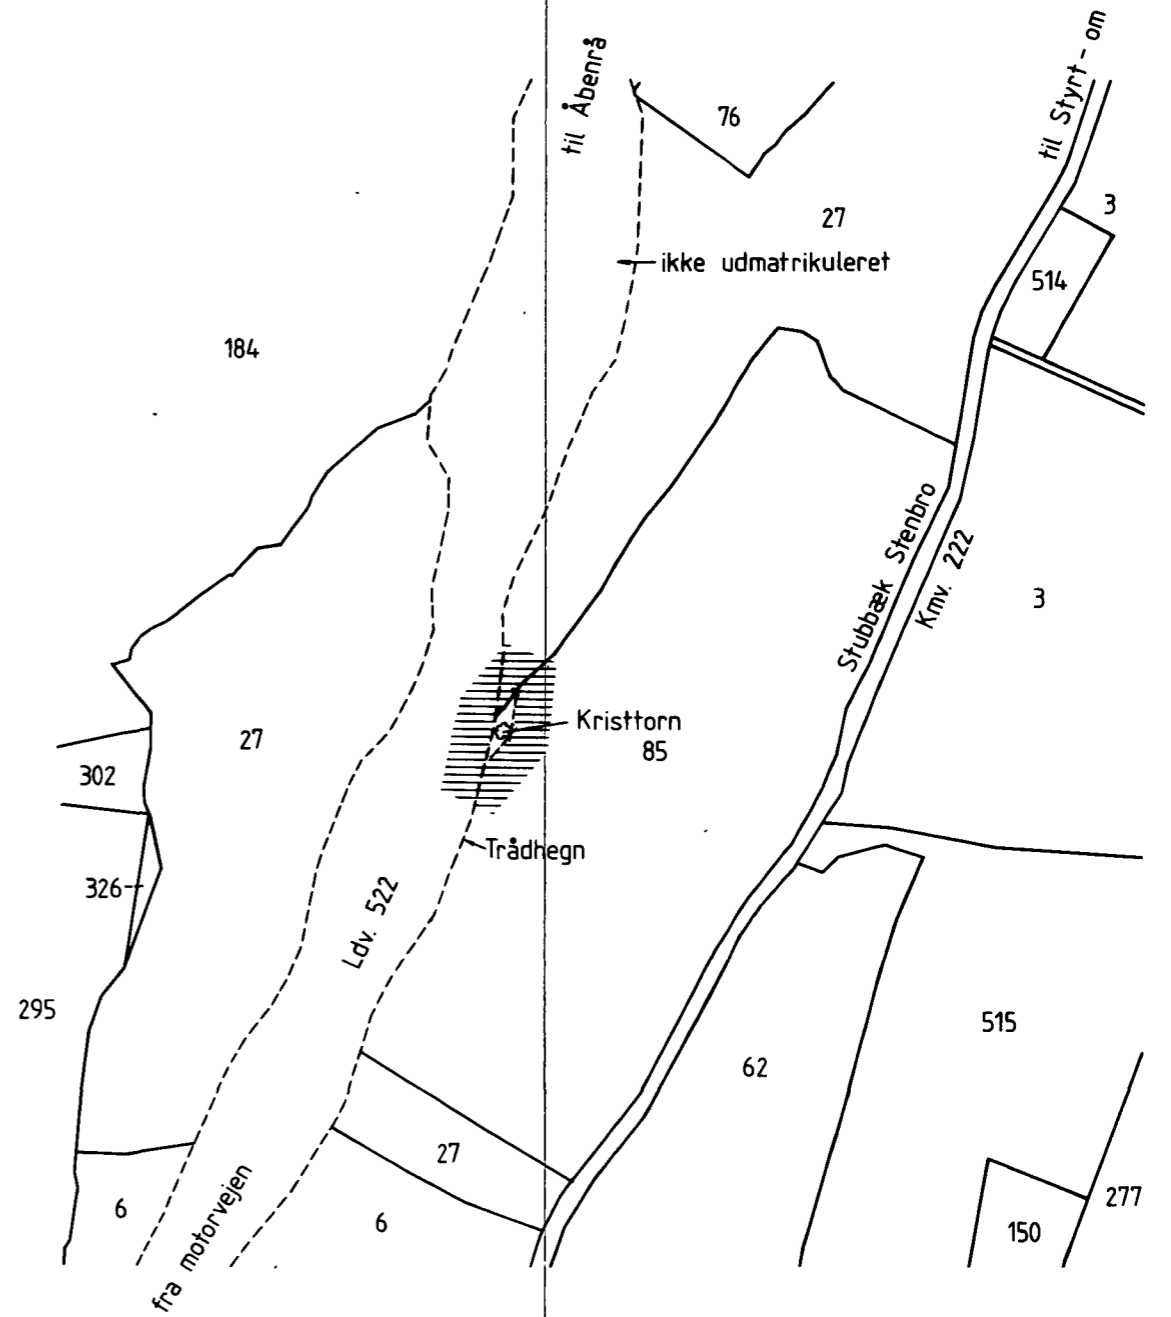 til Åbenrå
76
til Styrt-om
27
3
ikke udmatrikuleret
514
184
Stubbæk Stenbro
Kmv. 222
3
Kristtorn
27
85
302
Trådhegn
326
Ldv. 522
295
515
62
27
277
6
6
150
fra motorvejen